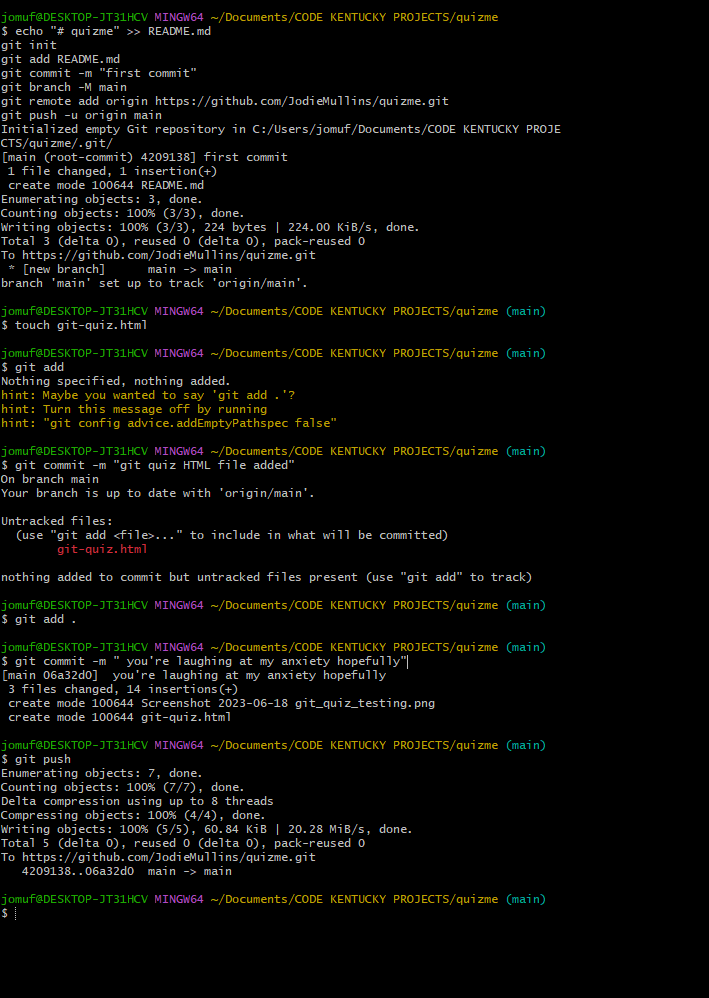 jomuf@DESKTOP-JT31HCV MINGW64 ~/Documents/CODE KENTUCKY PROJECTS/quizme
$ echo "# quizme" >> README.md
git init
git add README.md
git commit -m "first commit"
git branch -M main
git remote add origin https://github.com/JodieMullins/quizme.git
git push -u origin main
Initialized empty Git repository in C:/Users/jomuf/Documents/CODE KENTUCKY PROJE
CTS/quizme/.git/
[main (root-commit) 4209138] first commit
 1 file changed, 1 insertion(+)
 create mode 100644 README.md
Enumerating objects: 3, done.
Counting objects: 100% (3/3), done.
Writing objects: 100% (3/3), 224 bytes | 224.00 KiB/s, done.
Total 3 (delta 0), reused 0 (delta 0), pack-reused 0
To https://github.com/JodieMullins/quizme.git
 * [new branch]      main -> main
branch 'main' set up to track 'origin/main'.

jomuf@DESKTOP-JT31HCV MINGW64 ~/Documents/CODE KENTUCKY PROJECTS/quizme (main)
$ touch git-quiz.html

jomuf@DESKTOP-JT31HCV MINGW64 ~/Documents/CODE KENTUCKY PROJECTS/quizme (main)
$ git add
Nothing specified, nothing added.
hint: Maybe you wanted to say 'git add .'?
hint: Turn this message off by running
hint: "git config advice.addEmptyPathspec false"

jomuf@DESKTOP-JT31HCV MINGW64 ~/Documents/CODE KENTUCKY PROJECTS/quizme (main)
$ git commit -m "git quiz HTML file added"
On branch main
Your branch is up to date with 'origin/main'.

Untracked files:
  (use "git add <file>..." to include in what will be committed)
        git-quiz.html

nothing added to commit but untracked files present (use "git add" to track)

jomuf@DESKTOP-JT31HCV MINGW64 ~/Documents/CODE KENTUCKY PROJECTS/quizme (main)
$ git add .

jomuf@DESKTOP-JT31HCV MINGW64 ~/Documents/CODE KENTUCKY PROJECTS/quizme (main)
$ git commit -m " you're laughing at my anxiety hopefully"
[main 06a32d0]  you're laughing at my anxiety hopefully
 3 files changed, 14 insertions(+)
 create mode 100644 Screenshot 2023-06-18 git_quiz_testing.png
 create mode 100644 git-quiz.html

jomuf@DESKTOP-JT31HCV MINGW64 ~/Documents/CODE KENTUCKY PROJECTS/quizme (main)
$ git push
Enumerating objects: 7, done.
Counting objects: 100% (7/7), done.
Delta compression using up to 8 threads
Compressing objects: 100% (4/4), done.
Writing objects: 100% (5/5), 60.84 KiB | 20.28 MiB/s, done.
Total 5 (delta 0), reused 0 (delta 0), pack-reused 0
To https://github.com/JodieMullins/quizme.git
   4209138..06a32d0  main -> main

jomuf@DESKTOP-JT31HCV MINGW64 ~/Documents/CODE KENTUCKY PROJECTS/quizme (main)
$